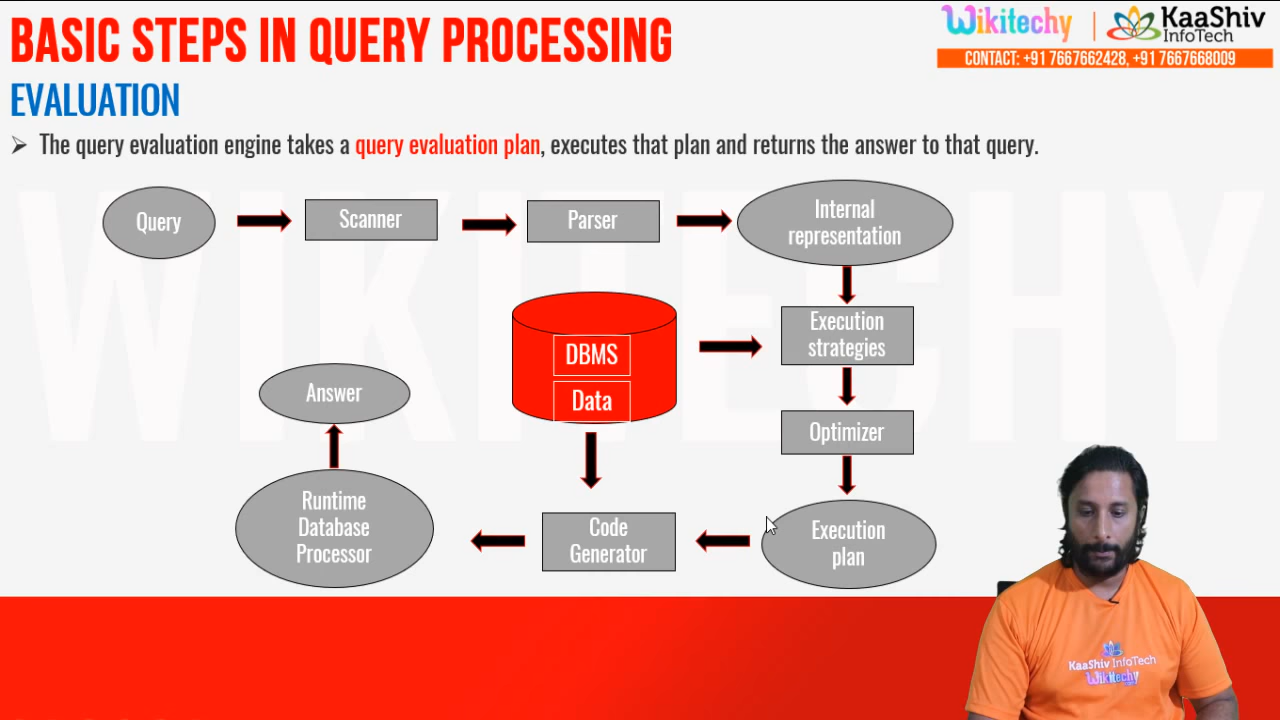 BASIC STEPS IN QUERY PROCESSING
Wikitechy | KaaShiv
InfoTech
CONTACT: +91 7667662428, +91 7667668009
EVALUATION
➢ The query evaluation engine takes a query evaluation plan, executes that plan and returns the answer to that query.
WIKITECHY
Query
Scanner
Parser
Internal
representation
DBMS
Data
Execution
strategies
Answer
Optimizer
Runtime
Database
Processor
Code
Generator
Execution
plan
KaaShiv InfoTech
Wikitechy